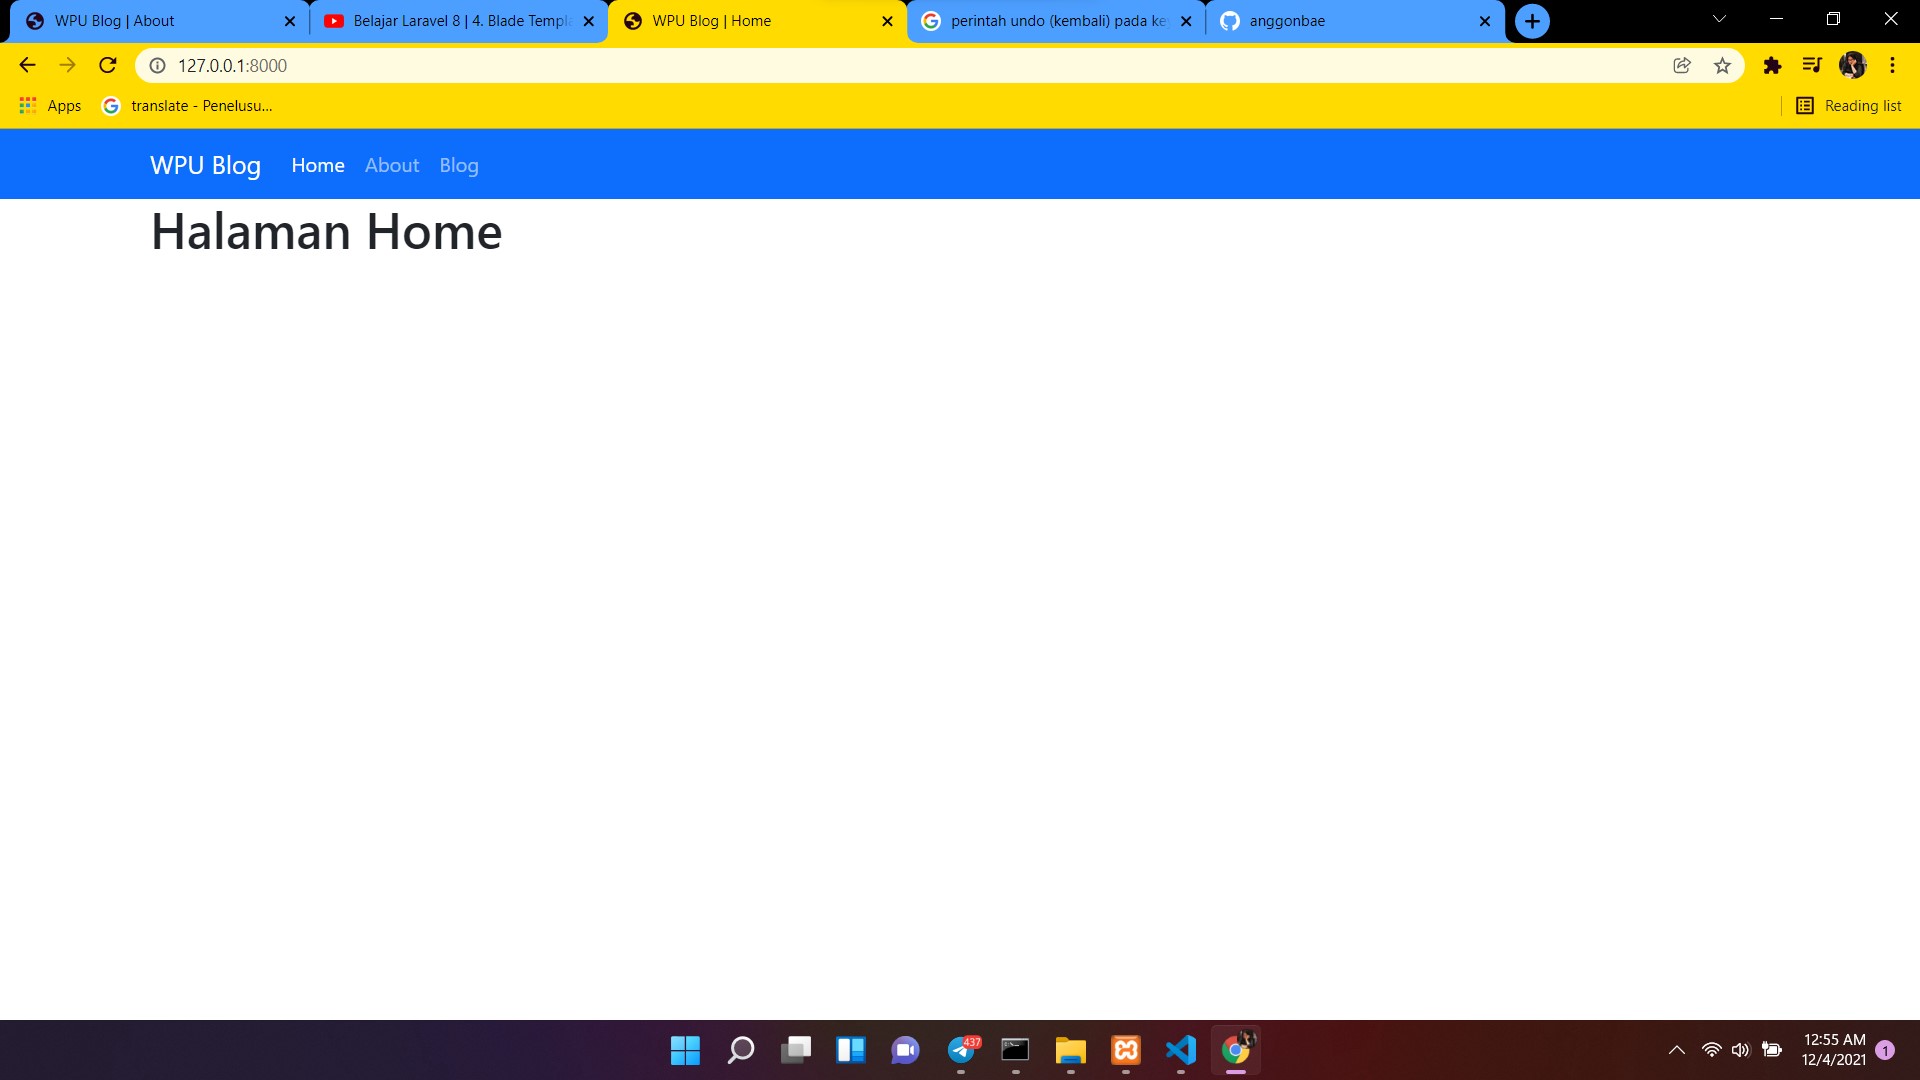 WPU Blog | About
Belajar Laravel 8 | 4. Blade Templa
WPU Blog | Home
perintah undo (kembali) pada key
anggonbae
127.0.0.1:8000
Apps
translate - Penelusu...
Reading list
WPU Blog Home About Blog
Halaman Home
437
12:55 AM
12/4/2021
1